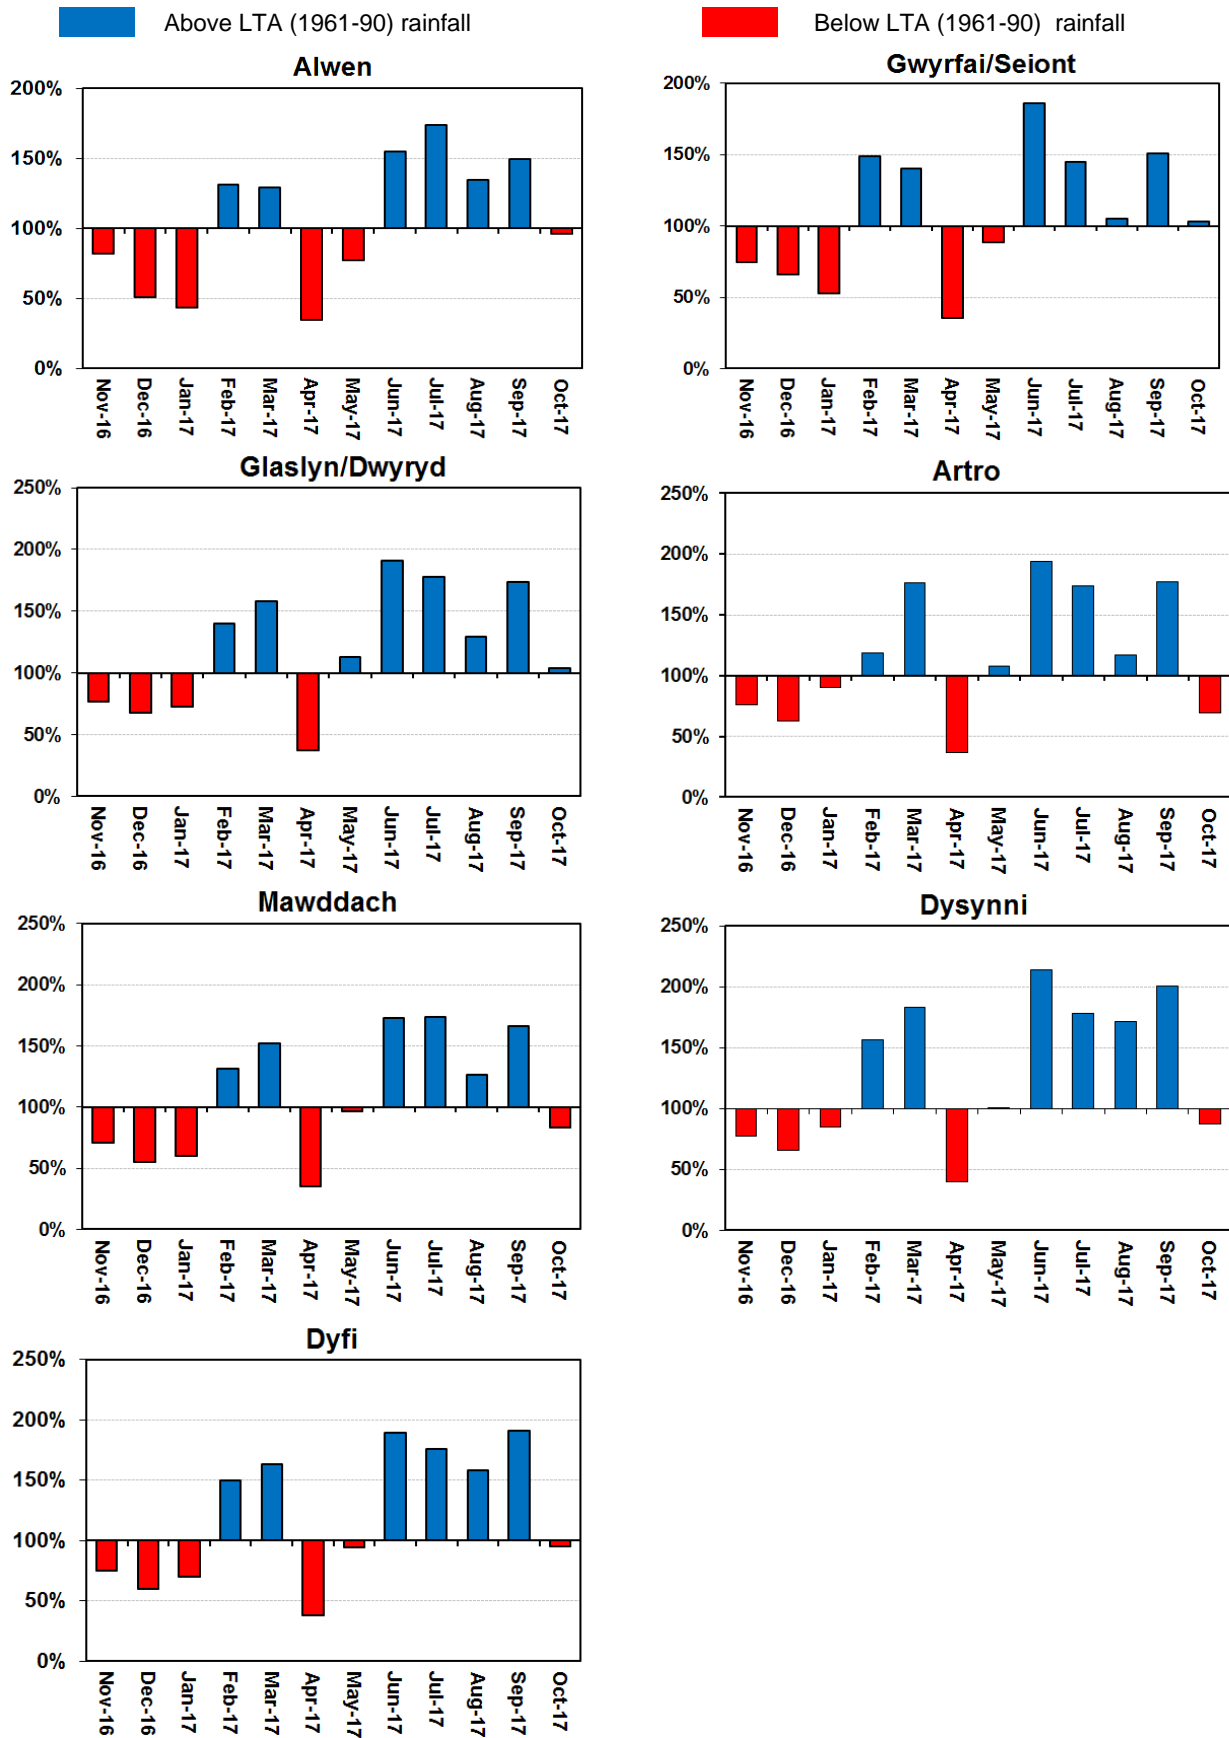 Above LTA (1961-90) rainfall
Below LTA (1961-90) rainfall
Alwen
200%
150%
100%
50%
0%
Nov-16
Dec-16
Jan-17
Feb-17
Mar-17
Apr-17
May-17
Jun-17
Jul-17
Aug-17
Sep-17
Oct-17
Gwyrfai/Seiont
200%
150%
100%
50%
0%
Nov-16
Dec-16
Jan-17
Feb-17
Mar-17
Apr-17
May-17
Jun-17
Jul-17
Aug-17
Sep-17
Oct-17
Glaslyn/Dwyryd
250%
200%
150%
100%
50%
0%
Nov-16
Dec-16
Jan-17
Feb-17
Mar-17
Apr-17
May-17
Jun-17
Jul-17
Aug-17
Sep-17
Oct-17
Artro
250%
200%
150%
100%
50%
0%
Nov-16
Dec-16
Jan-17
Feb-17
Mar-17
Apr-17
May-17
Jun-17
Jul-17
Aug-17
Sep-17
Oct-17
Mawddach
250%
200%
150%
100%
50%
0%
Nov-16
Dec-16
Jan-17
Feb-17
Mar-17
Apr-17
May-17
Jun-17
Jul-17
Aug-17
Sep-17
Oct-17
Dysynni
250%
200%
150%
100%
50%
0%
Nov-16
Dec-16
Jan-17
Feb-17
Mar-17
Apr-17
May-17
Jun-17
Jul-17
Aug-17
Sep-17
Oct-17
Dyfi
250%
200%
150%
100%
50%
0%
Nov-16
Dec-16
Jan-17
Feb-17
Mar-17
Apr-17
May-17
Jun-17
Jul-17
Aug-17
Sep-17
Oct-17